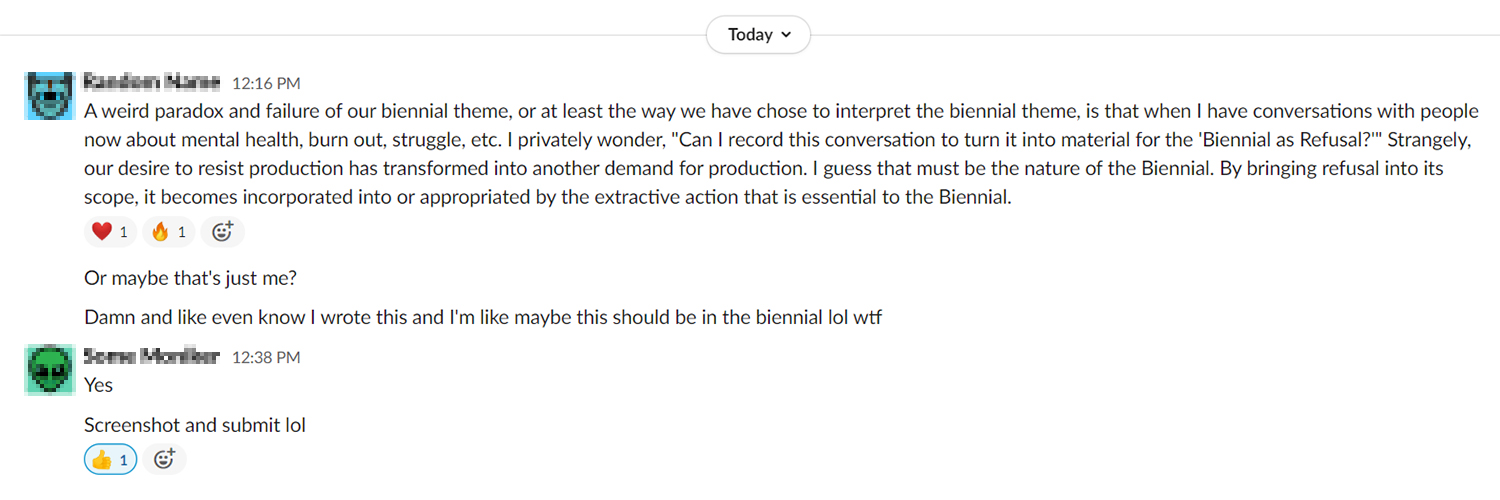 Today
12:16 PM
A weird paradox and failure of our biennial theme, or at least the way we have chose to interpret the biennial theme, is that when I have conversations with people
now about mental health, burn out, struggle, etc. I privately wonder, "Can I record this conversation to turn it into material for the 'Biennial as Refusal?'" Strangely,
our desire to resist production has transformed into another demand for production. I guess that must be the nature of the Biennial. By bringing refusal into its
scope, it becomes incorporated into or appropriated by the extractive action that is essential to the Biennial.
1 1
Or maybe that's just me?
Damn and like even know I wrote this and I'm like maybe this should be in the biennial lol wtf
12:38 PM
Yes
Screenshot and submit lol
1